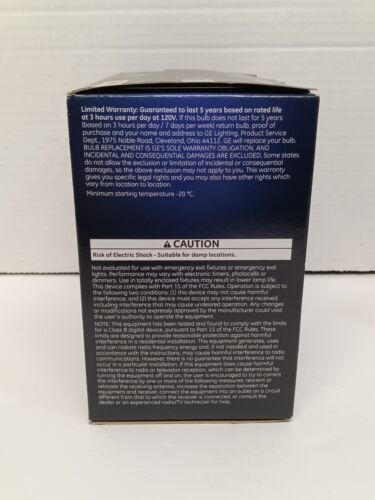 Limited Warranty: Guaranteed to last 5 years based on rated life
at 3 hours use per day at 120V. If this bulb does not last for 5 years
(based on 3 hours per day / 7 days per week) return bulb, proof of
purchase and your name and address to GE Lighting, Product Service
Dept., 1975 Noble Road, Cleveland, Ohio 44112. GE will replace your bulb.
BULB REPLACEMENT IS GE'S SOLE WARRANTY OBLIGATION, AND
INCIDENTAL AND CONSEQUENTIAL DAMAGES ARE EXCLUDED. Some states
do not allow the exclusion or limitation of incidental or consequential
damages, so the above exclusion may not apply to you. This warranty
gives you specific legal rights and you may also have other rights which
vary from location to location.
Minimum starting temperature -20 °C.
⚠ CAUTION
Risk of Electric Shock - Suitable for damp locations.
Not evaluated for use with emergency exit fixtures or emergency exit
lights. Performance may vary with electronic timers, photocells or
dimmers. Use in totally enclosed fixtures may result in lower lamp life.
This device complies with Part 15 of the FCC Rules. Operation is subject to
the following two conditions: (1) this device may not cause harmful
interference, and (2) this device must accept any interference received,
including interference that may cause undesired operation. Any changes
or modifications not expressly approved by the manufacturer could void
the user's authority to operate the equipment.
NOTE: This equipment has been tested and found to comply with the limits
for a Class B digital device, pursuant to Part 15 of the FCC Rules. These
limits are designed to provide reasonable protection against harmful
interference in a residential installation. This equipment generates, uses
and can radiate radio frequency energy and, if not installed and used in
accordance with the instructions, may cause harmful interference to radio
communications. However, there is no guarantee that interference will not
occur in a particular installation. If this equipment does cause harmful
interference to radio or television reception, which can be determined by
turning the equipment off and on, the user is encouraged to try to correct
the interference by one or more of the following measures: reorient or
relocate the receiving antenna, increase the separation between the
equipment and receiver, connect the equipment into an outlet on a circuit
different from that to which the receiver is connected, or consult the
dealer or an experienced radio/TV technician for help.